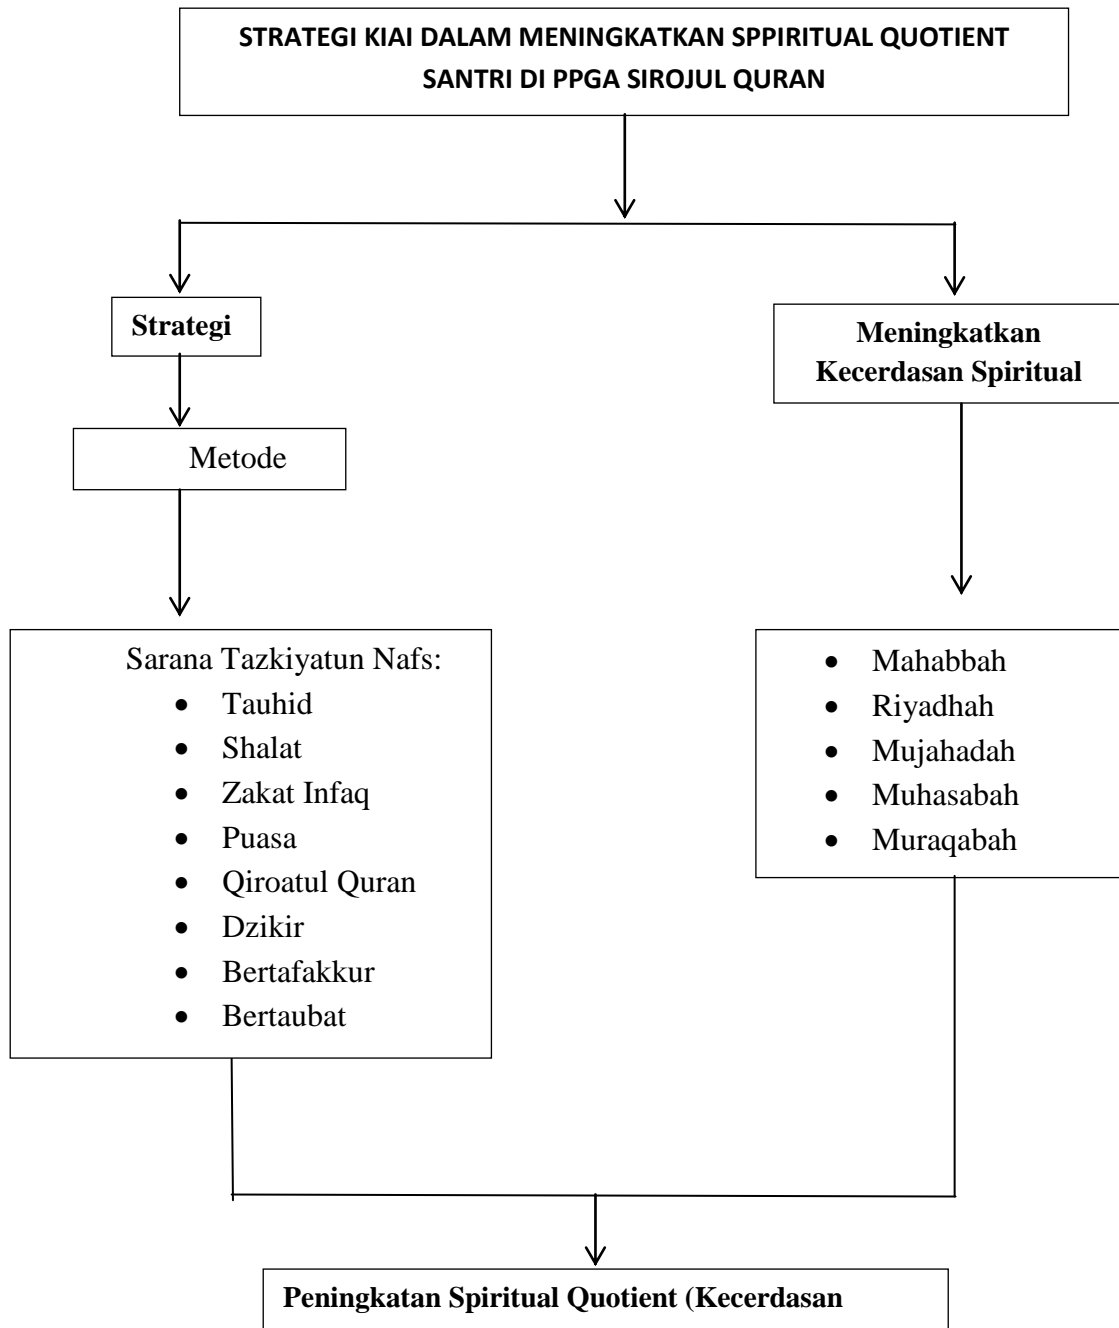 STRATEGI KIAI DALAM MENINGKATKAN SPPIRITUAL QUOTIENT
SANTRI DI PPGA SIROJUL QURAN
Strategi
Meningkatkan
Kecerdasan Spiritual
Metode
Sarana Tazkiyatun Nafs:
• Tauhid
• Shalat
• Zakat Infaq
• Puasa
• Qiroatul Quran
• Dzikir
• Bertafakkur
• Bertaubat
• Mahabbah
• Riyadhah
• Mujahadah
• Muhasabah
• Muraqabah
Peningkatan Spiritual Quotient (Kecerdasan